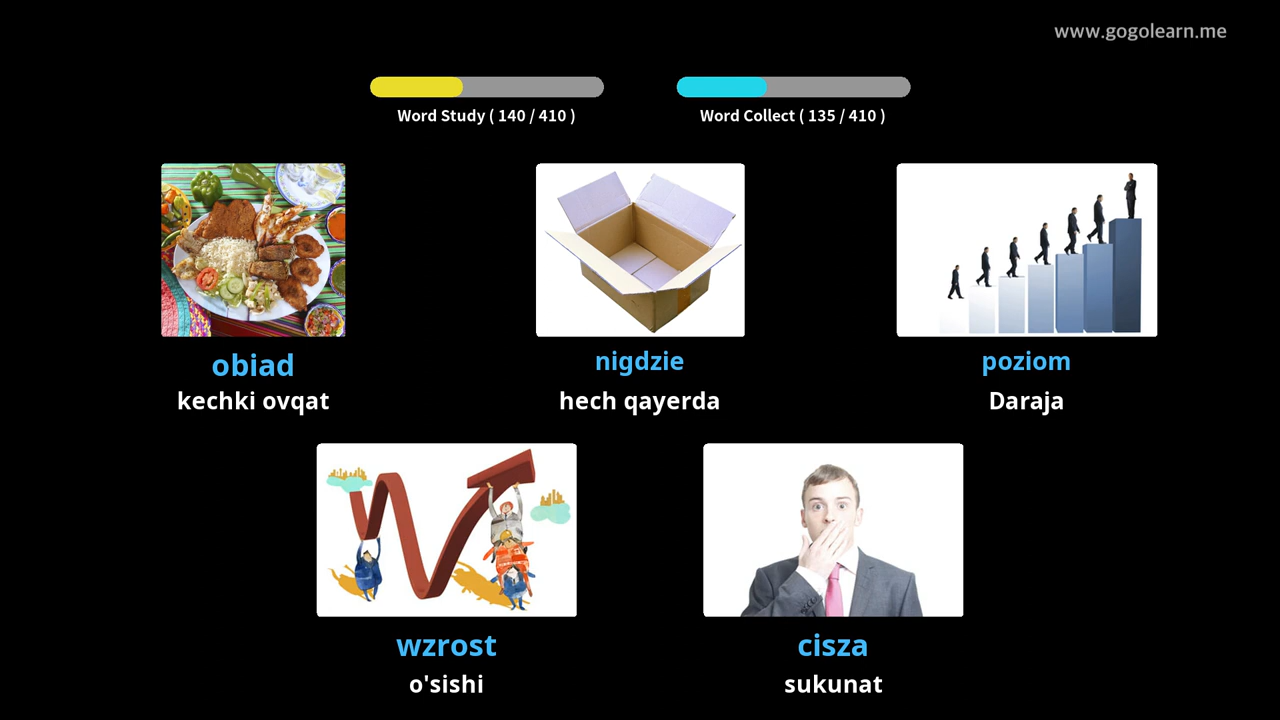 www.gogolearn.me
Word Study ( 140 / 410 )
Word Collect ( 135 / 410 )
obiad
kechki ovqat
nigdzie
hech qayerda
poziom
Daraja
wzrost
o'sishi
cisza
sukunat